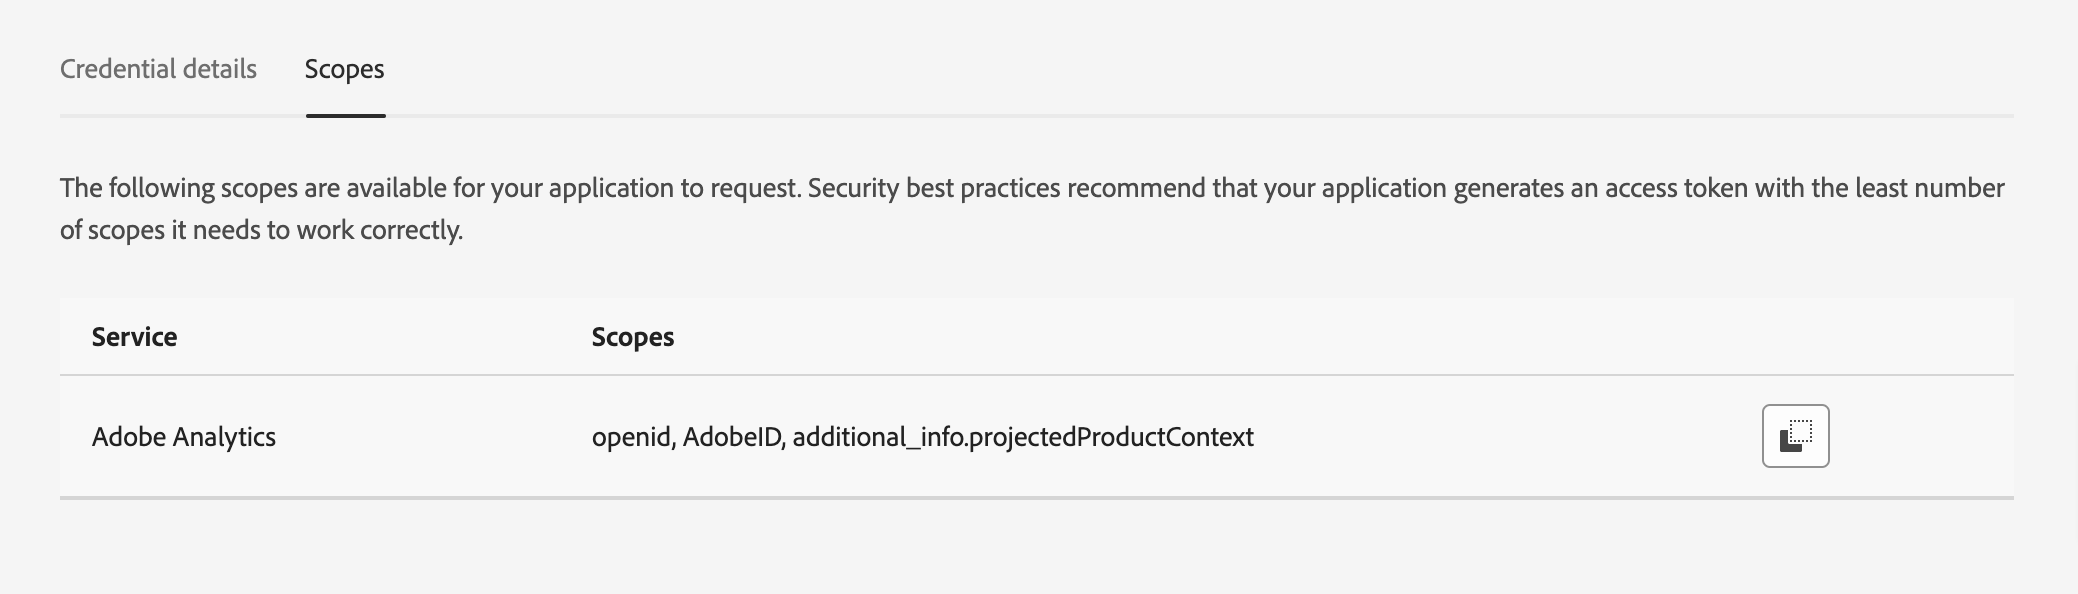 Credential details
Scopes
The following scopes are available for your application to request. Security best practices recommend that your application generates an access token with the least number
of scopes it needs to work correctly.
Service
Scopes
Adobe Analytics
openid, AdobeID, additional_info.projectedProductContext